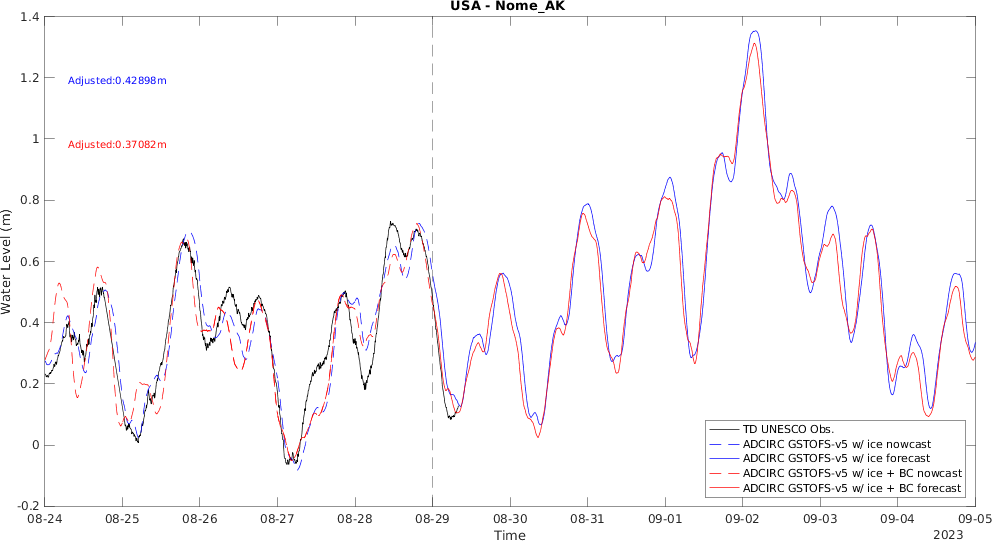 USA - Nome_AK
1.4
1.2
1
0.8
0.6
0.4
0.2
0
-0.2
Water Level (m)
Adjusted:0.42898m
Adjusted:0.37082m
TD UNESCO Obs.
ADCIRC GSTOFS-v5 w/ ice nowcast
ADCIRC GSTOFS-v5 w/ ice forecast
ADCIRC GSTOFS-v5 w/ ice + BC nowcast
ADCIRC GSTOFS-v5 w/ ice + BC forecast
08-24 08-25 08-26 08-27 08-28 08-29 08-30 08-31 09-01 09-02 09-03 09-04 09-05
Time
2023